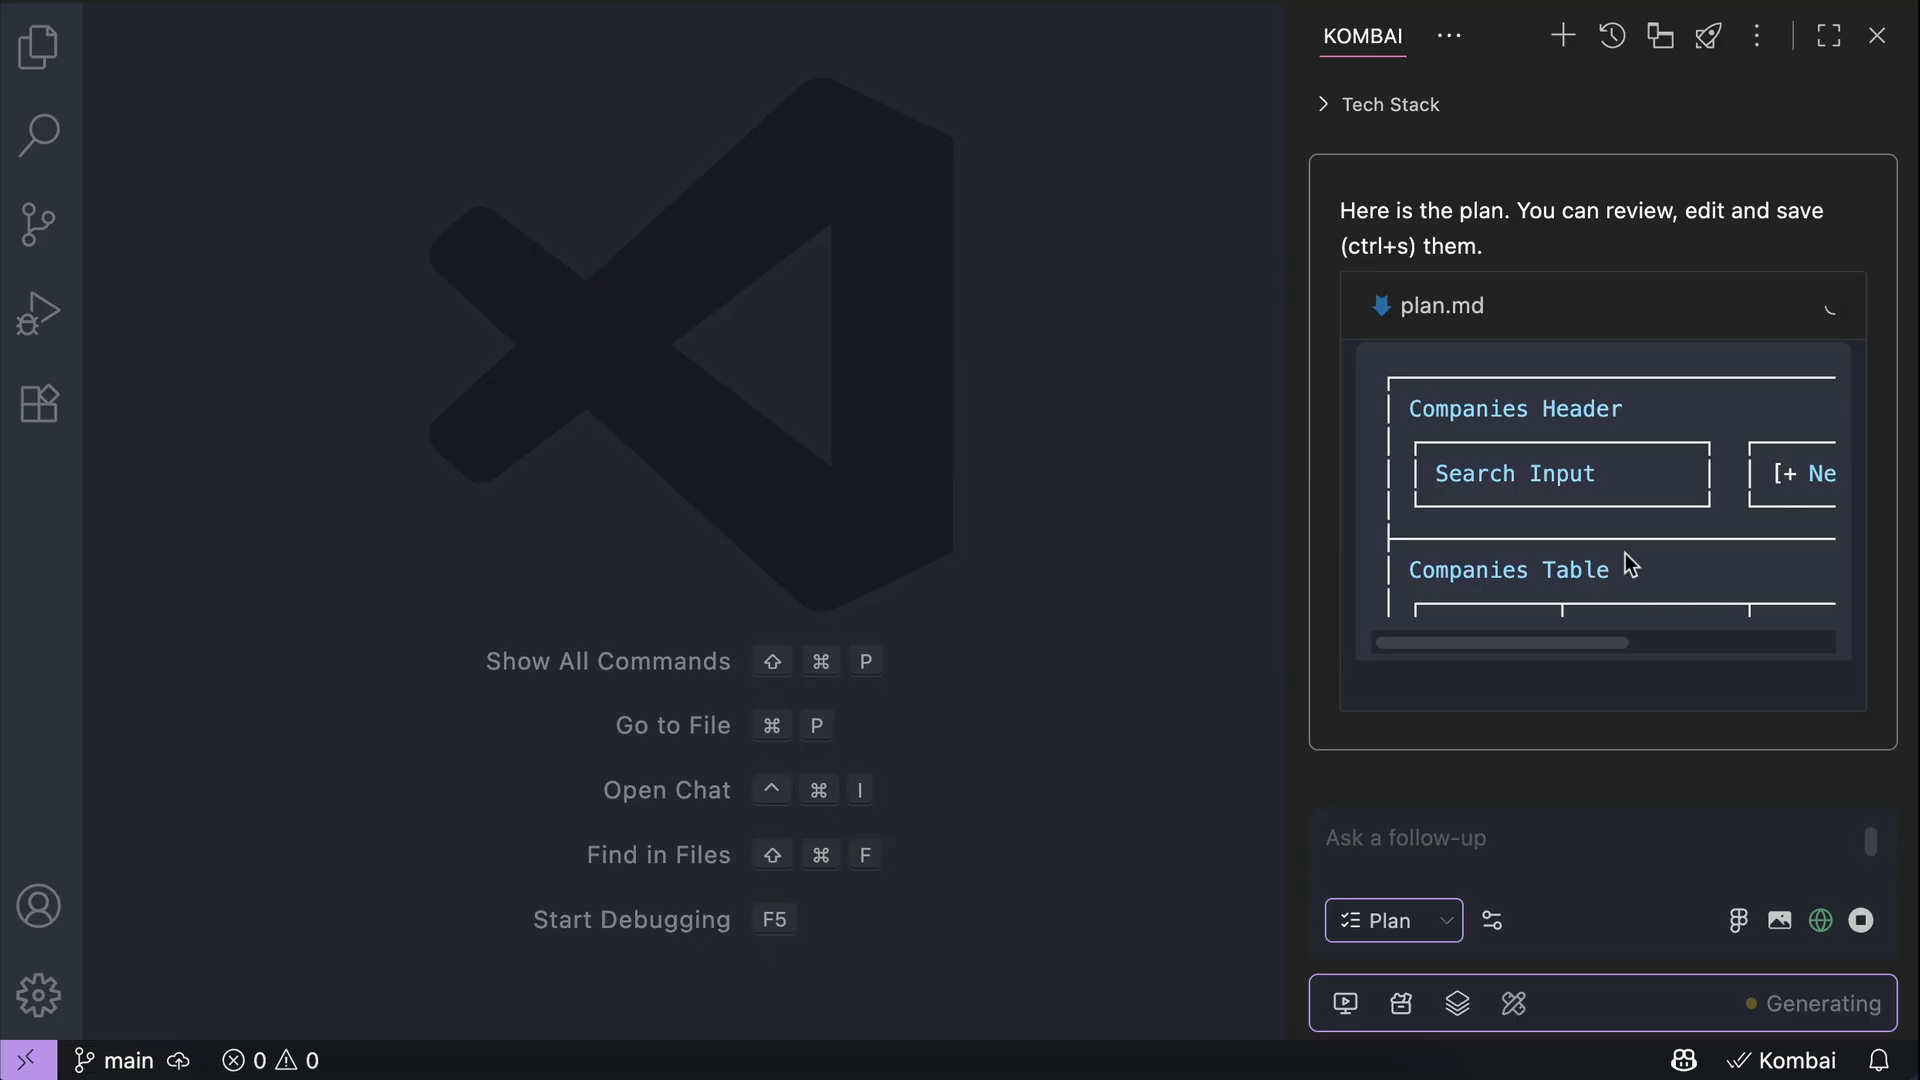 KOMBAI
Tech Stack
Here is the plan. You can review, edit and save
(ctrl+s) them.
plan.md
Companies Header
Search Input
[+ Ne
Companies Table
Show All Commands ⇧ ⌘ P
Go to File ⌘ P
Open Chat ^ ⌘ I
Find in Files ⇧ ⌘ F
Start Debugging F5
Ask a follow-up
Plan
Generating
main
0
0
Kombai